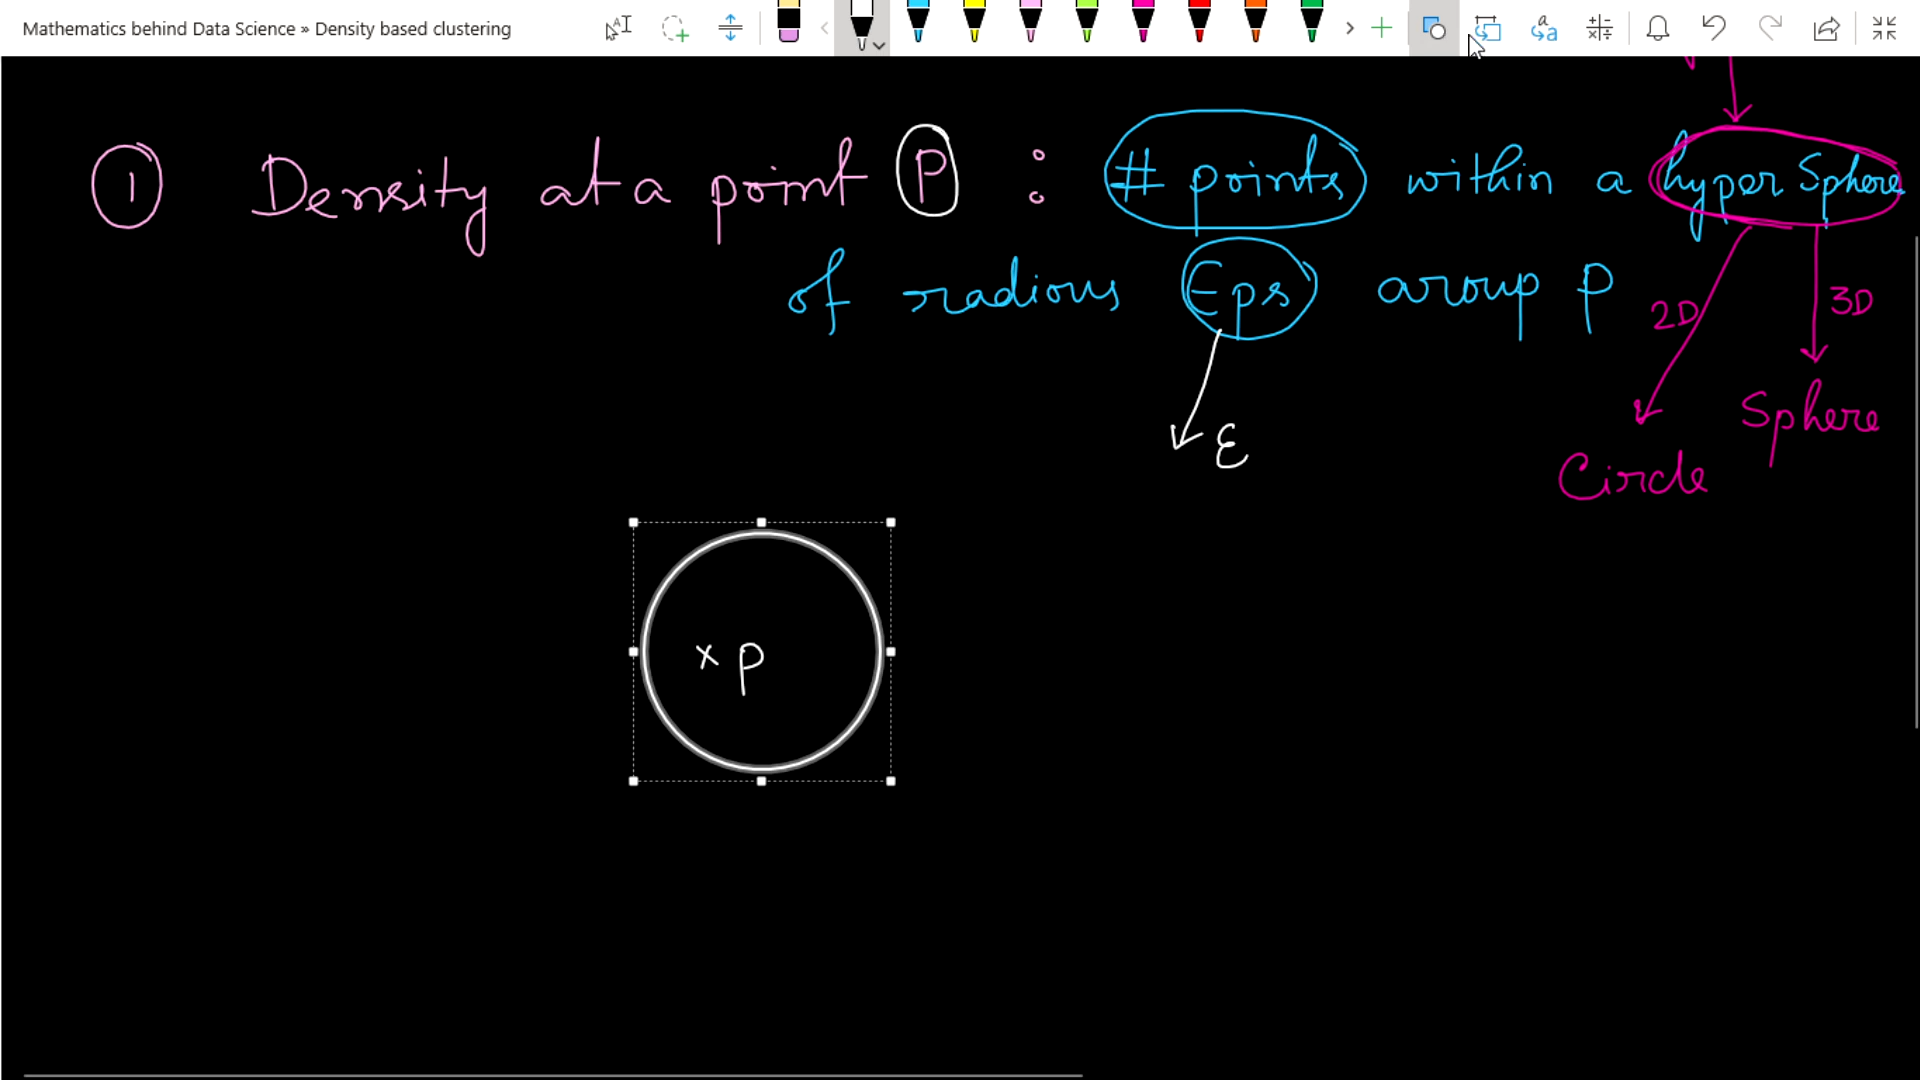 Mathematics behind Data Science » Density based clustering
① Density at a point P : # points within a hyper Sphere
of radious Eps aroup P
2D
3D
ε
Sphere
Circle
x p